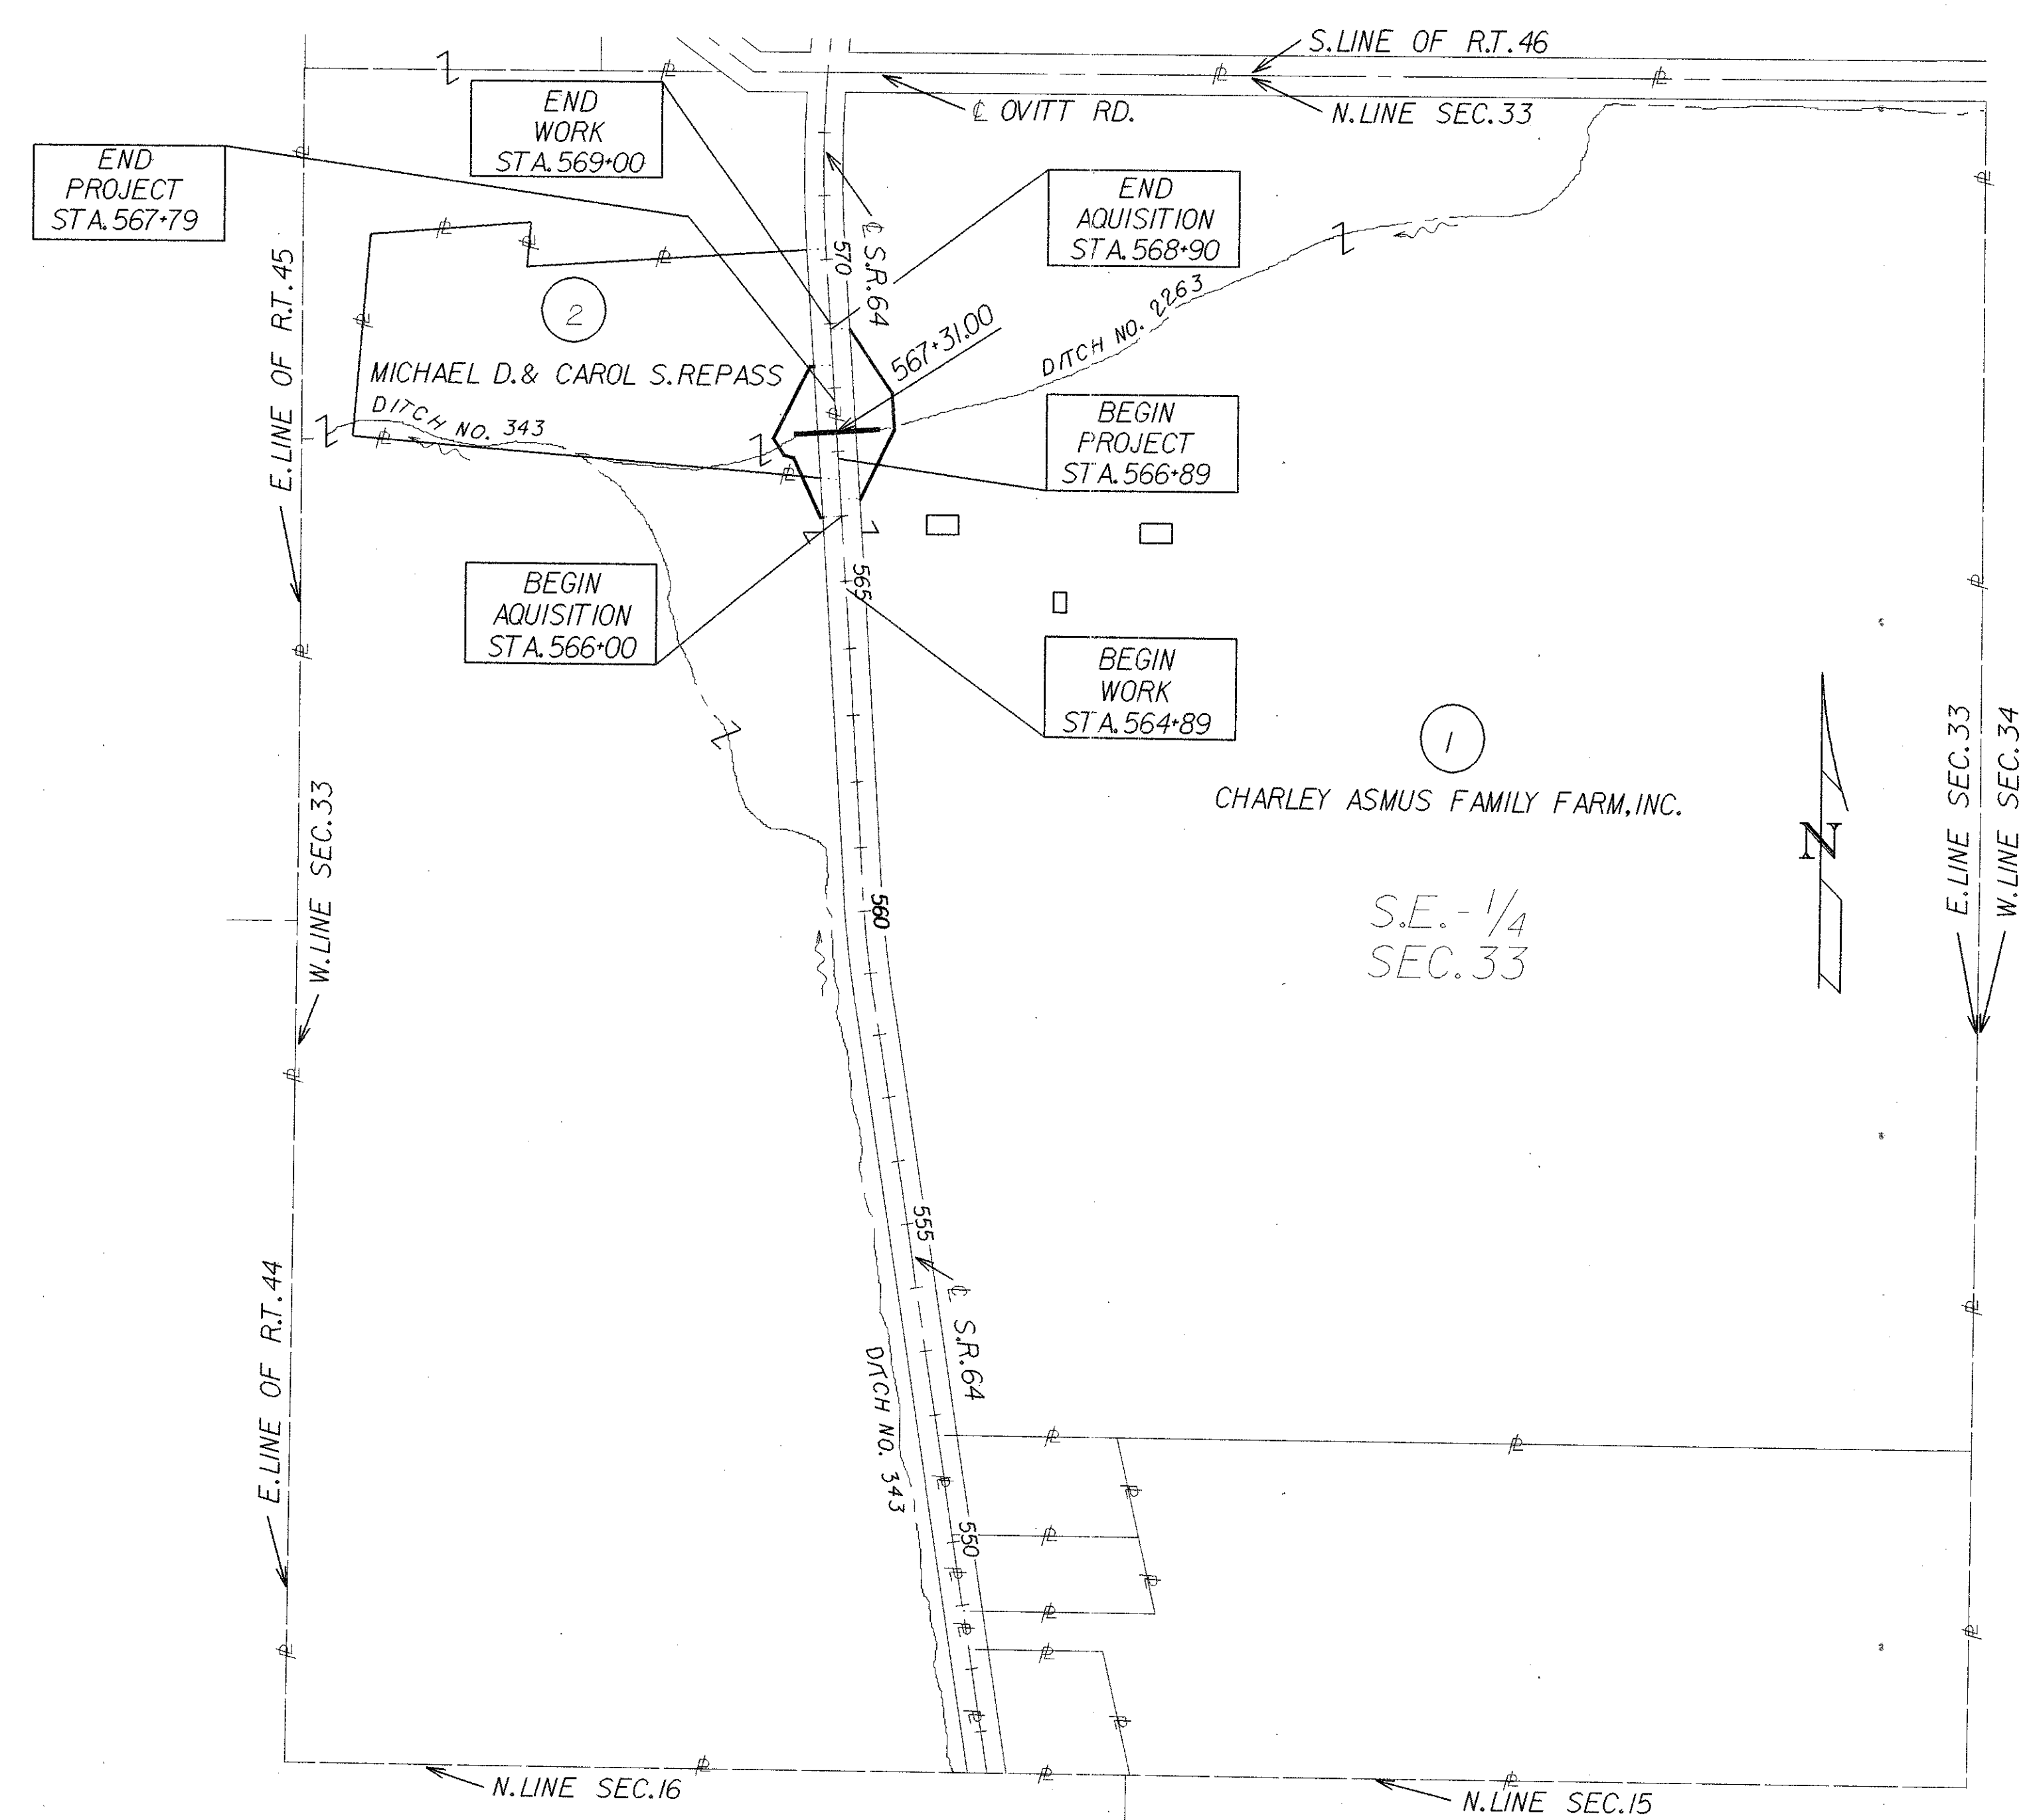 S.LINE OF R.T.46
℄ OVITT RD.
N.LINE SEC.33
END
WORK
STA.569+00
END
PROJECT
STA.567+79
END
AQUISITION
STA.568+90
E.LINE OF R.T.45
570
℄ S.R.64
2
MICHAEL D.& CAROL S.REPASS
567+31.00
DITCH NO. 2263
DITCH NO. 343
BEGIN
PROJECT
STA.566+89
BEGIN
AQUISITION
STA.566+00
565
BEGIN
WORK
STA.564+89
1
CHARLEY ASMUS FAMILY FARM,INC.
W.LINE SEC.33
E.LINE SEC.33
W.LINE SEC.34
N
560
S.E.-1/4
SEC.33
555
℄ S.R.64
E.LINE OF R.T.44
DITCH NO. 343
550
N.LINE SEC.16
N.LINE SEC.15